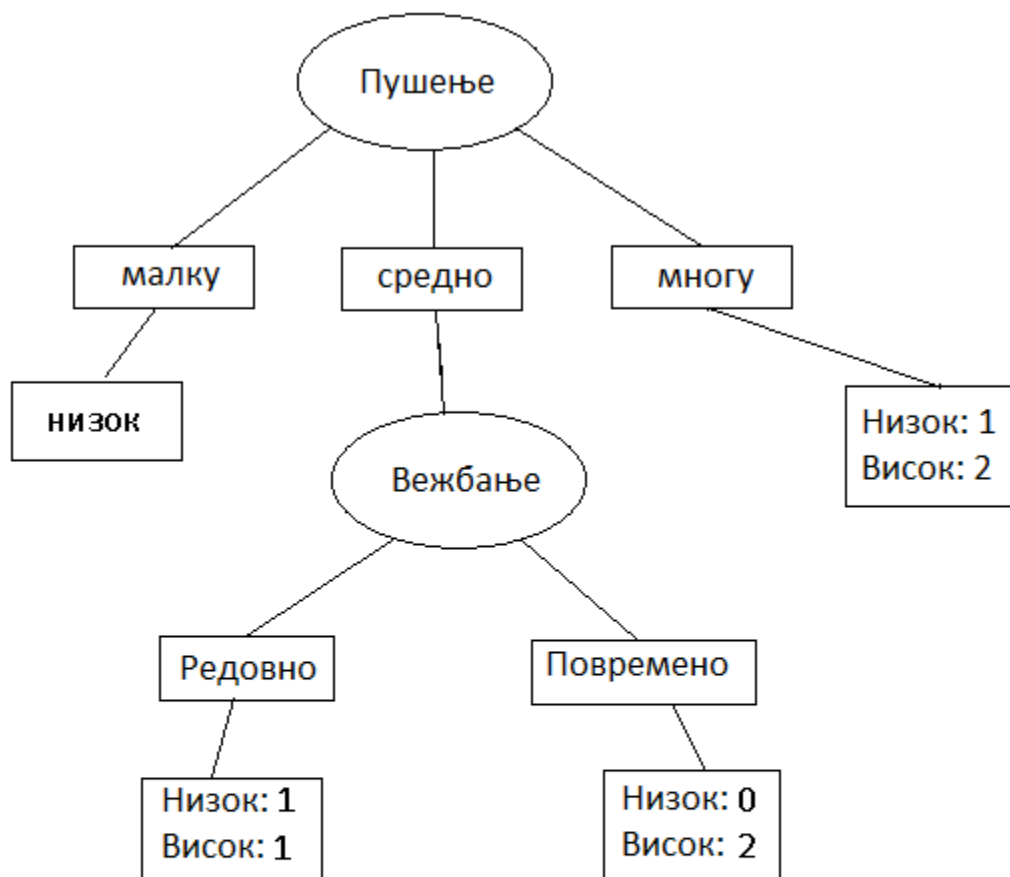 Пушење
малку
средно
многу
низок
Низок: 1
Висок: 2
Вежбање
Редовно
Повремено
Низок: 1
Висок: 1
Низок: 0
Висок: 2